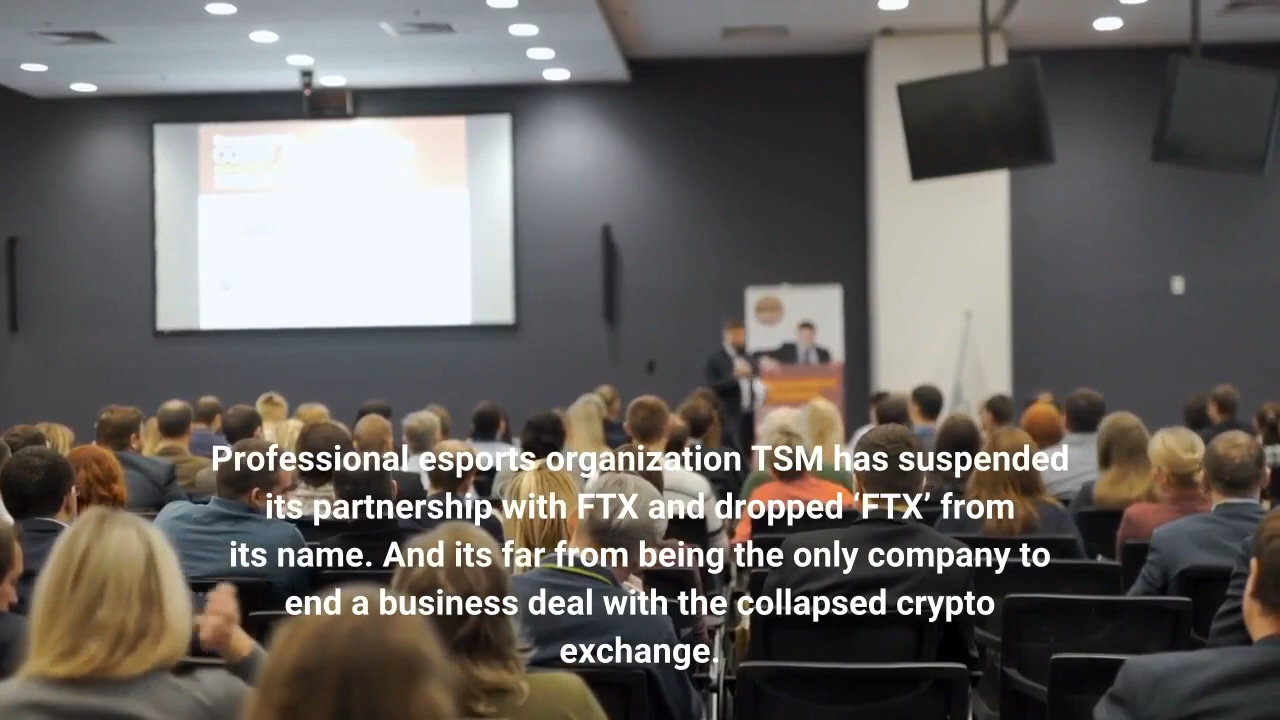 Professional esports organization TSM has suspended
its partnership with FTX and dropped ‘FTX’ from
its name. And its far from being the only company to
end a business deal with the collapsed crypto
exchange.